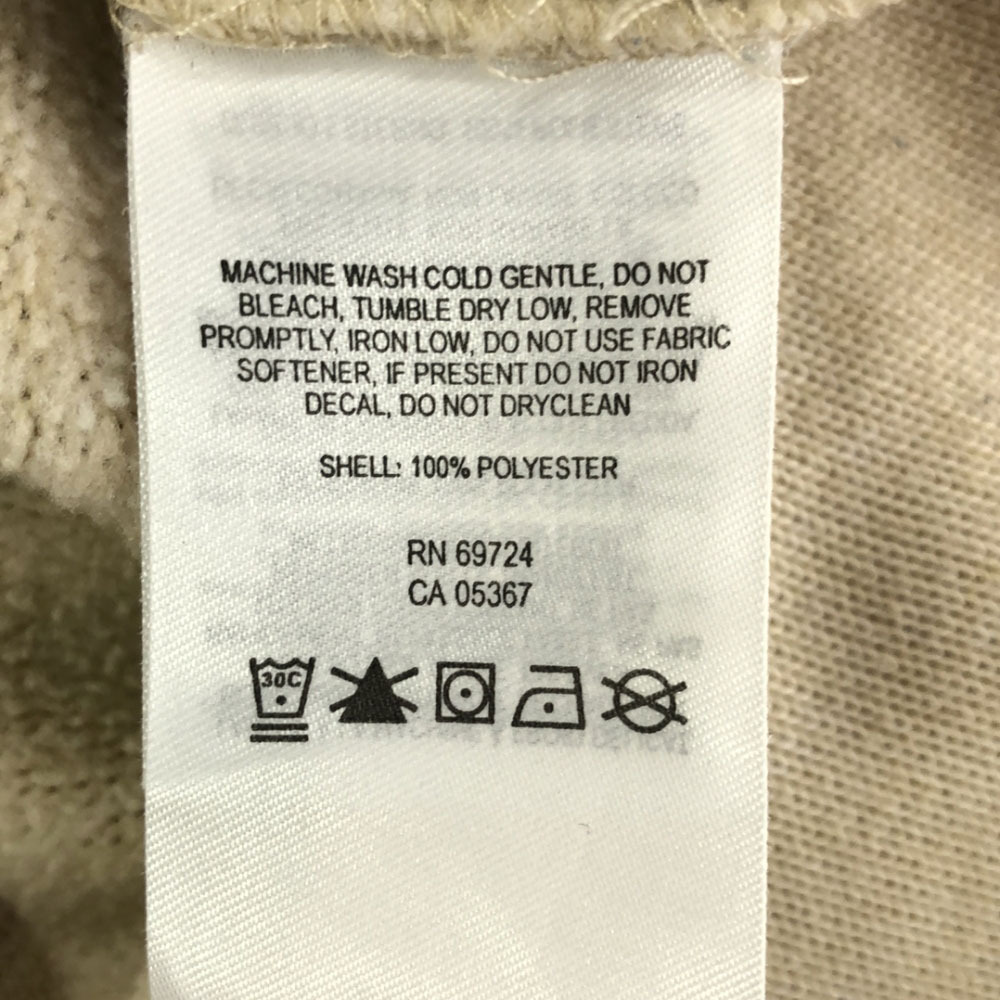 MACHINE WASH COLD GENTLE, DO NOT
BLEACH, TUMBLE DRY LOW, REMOVE
PROMPTLY, IRON LOW, DO NOT USE FABRIC
SOFTENER, IF PRESENT DO NOT IRON
DECAL, DO NOT DRYCLEAN
SHELL: 100% POLYESTER
RN 69724
CA 05367
30C